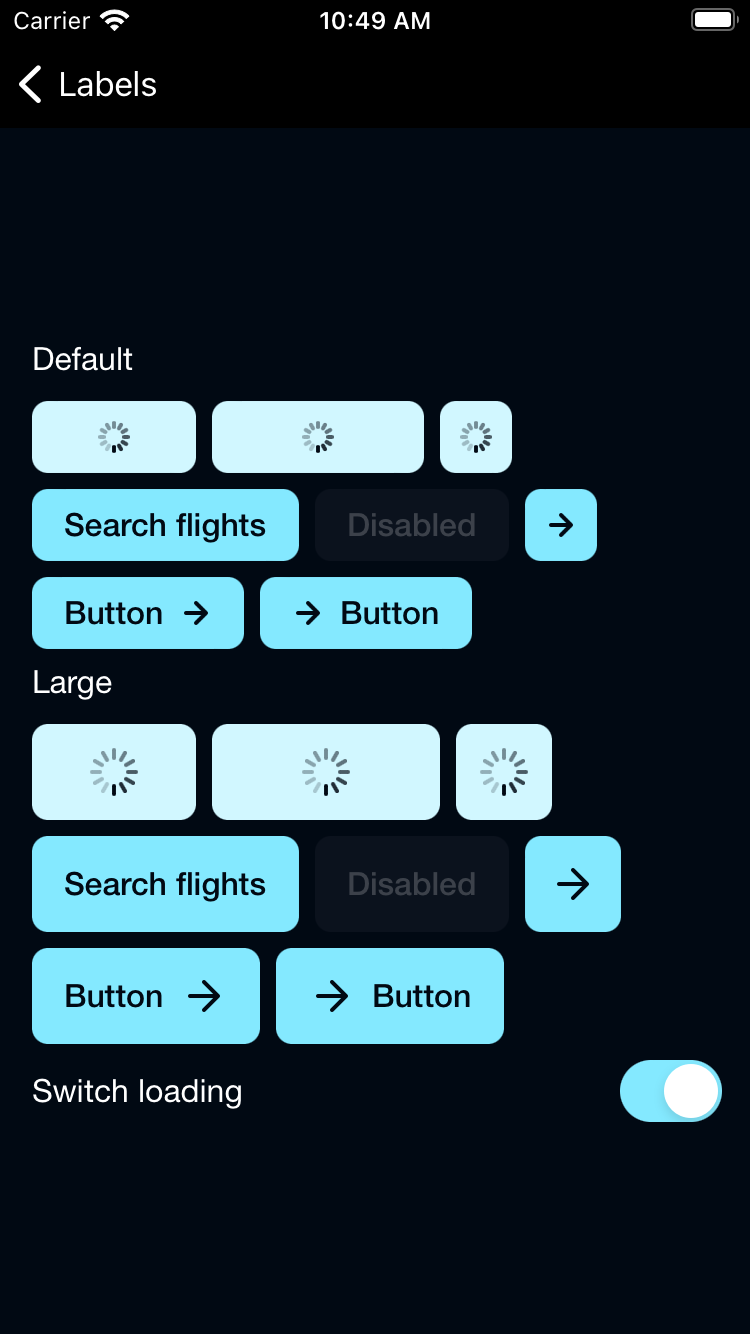 Carrier 10:49 AM
Labels
Default
Search flights Disabled
Button Button
Large
Search flights Disabled
Button Button
Switch loading